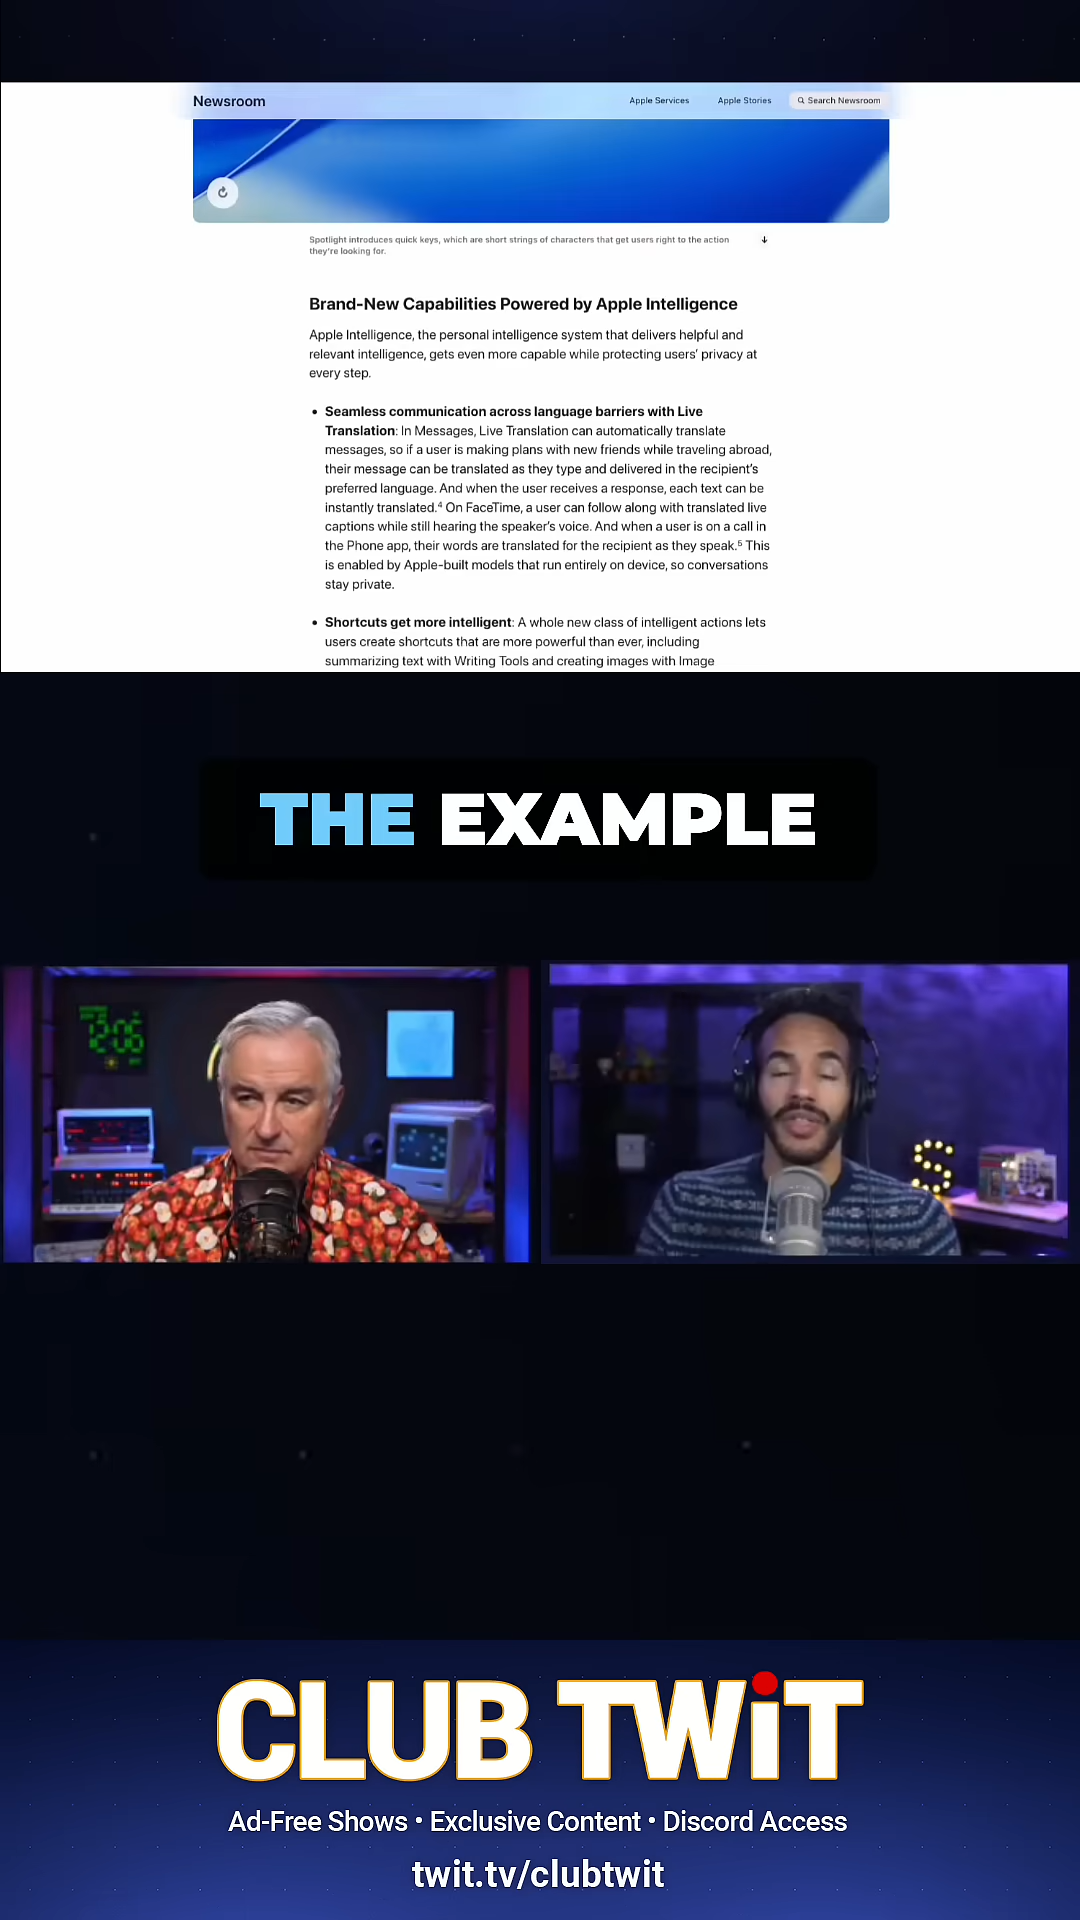 Newsroom
Apple Services
Apple Stories
Search Newsroom
Spotlight introduces quick keys, which are short strings of characters that get users right to the action
they're looking for.
Brand-New Capabilities Powered by Apple Intelligence
Apple Intelligence, the personal intelligence system that delivers helpful and
relevant intelligence, gets even more capable while protecting users' privacy at
every step.
• Seamless communication across language barriers with Live
Translation: In Messages, Live Translation can automatically translate
messages, so if a user is making plans with new friends while traveling abroad,
their message can be translated as they type and delivered in the recipient's
preferred language. And when the user receives a response, each text can be
instantly translated.⁴ On FaceTime, a user can follow along with translated live
captions while still hearing the speaker's voice. And when a user is on a call in
the Phone app, their words are translated for the recipient as they speak.⁵ This
is enabled by Apple-built models that run entirely on device, so conversations
stay private.
• Shortcuts get more intelligent: A whole new class of intelligent actions lets
users create shortcuts that are more powerful than ever, including
summarizing text with Writing Tools and creating images with Image
THE EXAMPLE
12:06
S
CLUB TWiT
Ad-Free Shows • Exclusive Content • Discord Access
twit.tv/clubtwit